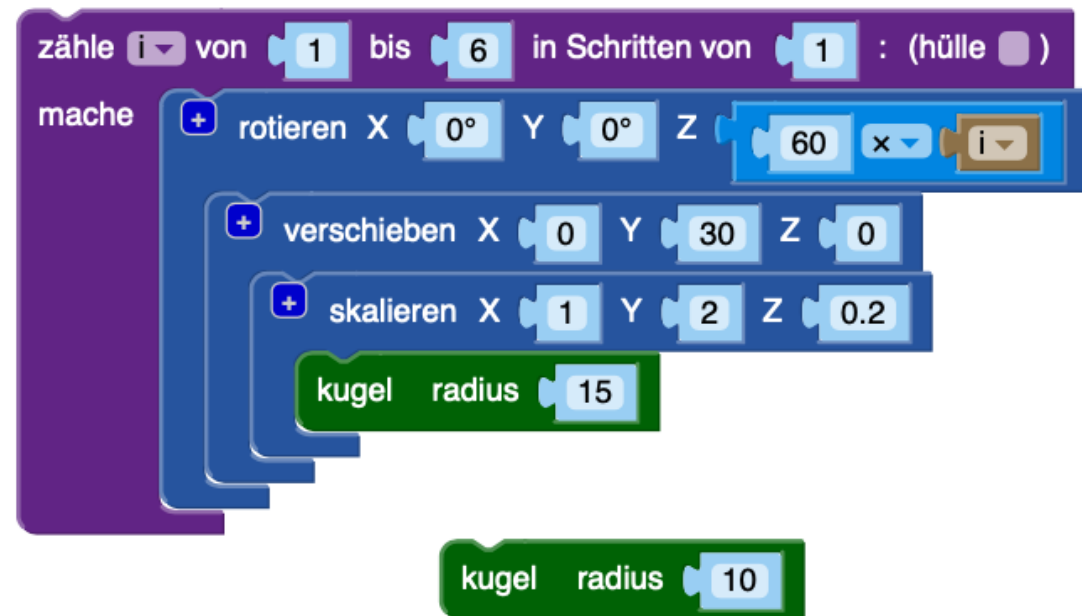 zähle i von 1 bis 6 in Schritten von 1 : (hülle )
mache
+ rotieren X 0° Y 0° Z 60 × i
+ verschieben X 0 Y 30 Z 0
+ skalieren X 1 Y 2 Z 0.2
kugel radius 15
kugel radius 10